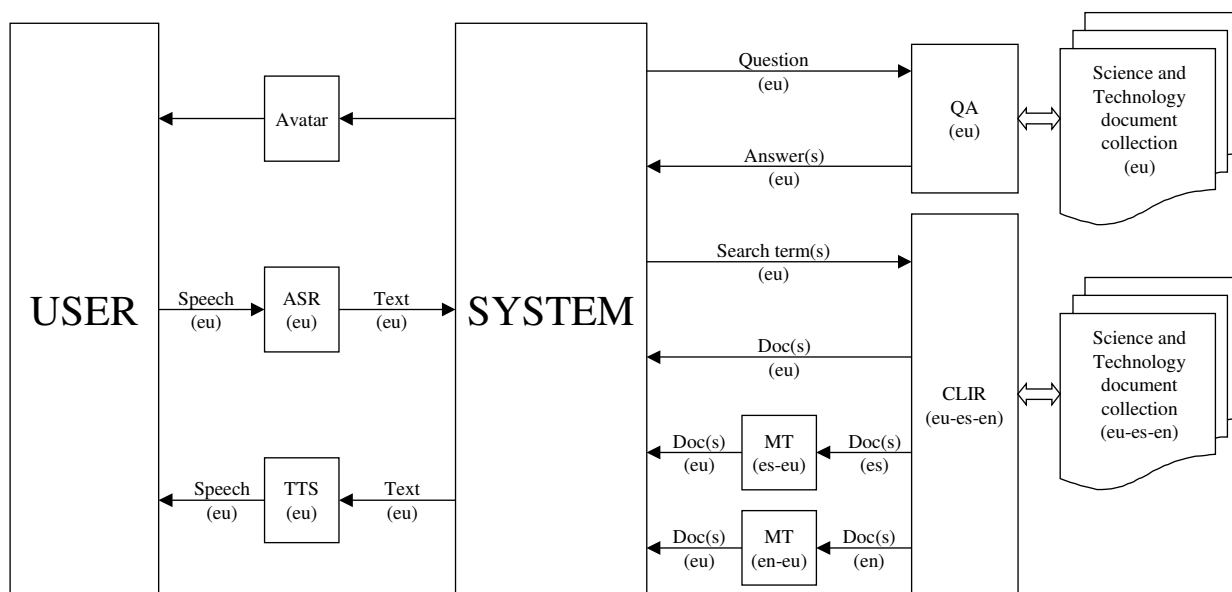 USER
Avatar
Speech
(eu)
ASR
(eu)
Text
(eu)
Speech
(eu)
TTS
(eu)
Text
(eu)
SYSTEM
Question
(eu)
Answer(s)
(eu)
QA
(eu)
Science and
Technology
document
collection
(eu)
Search term(s)
(eu)
Doc(s)
(eu)
Doc(s)
(eu)
MT
(es-eu)
Doc(s)
(es)
Doc(s)
(eu)
MT
(en-eu)
Doc(s)
(en)
CLIR
(eu-es-en)
Science and
Technology
document
collection
(eu-es-en)